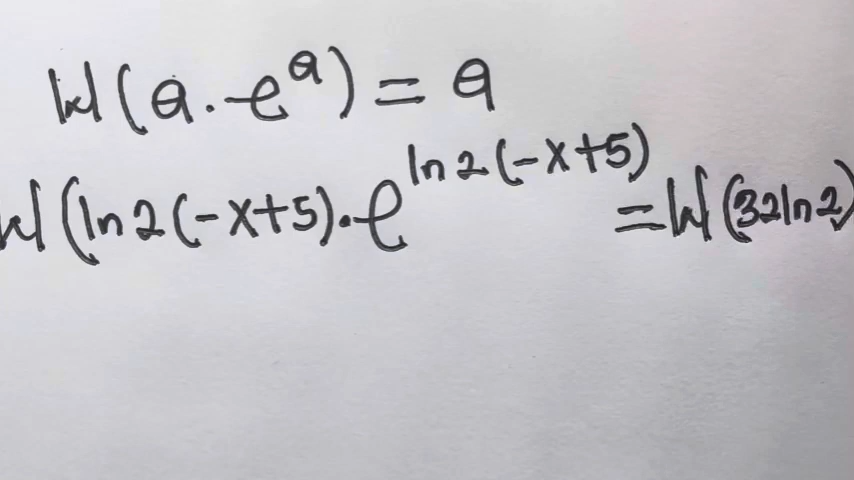 W(a.e^a) = a
W(ln2(-x+5).e^ln2(-x+5) = W(32ln2)